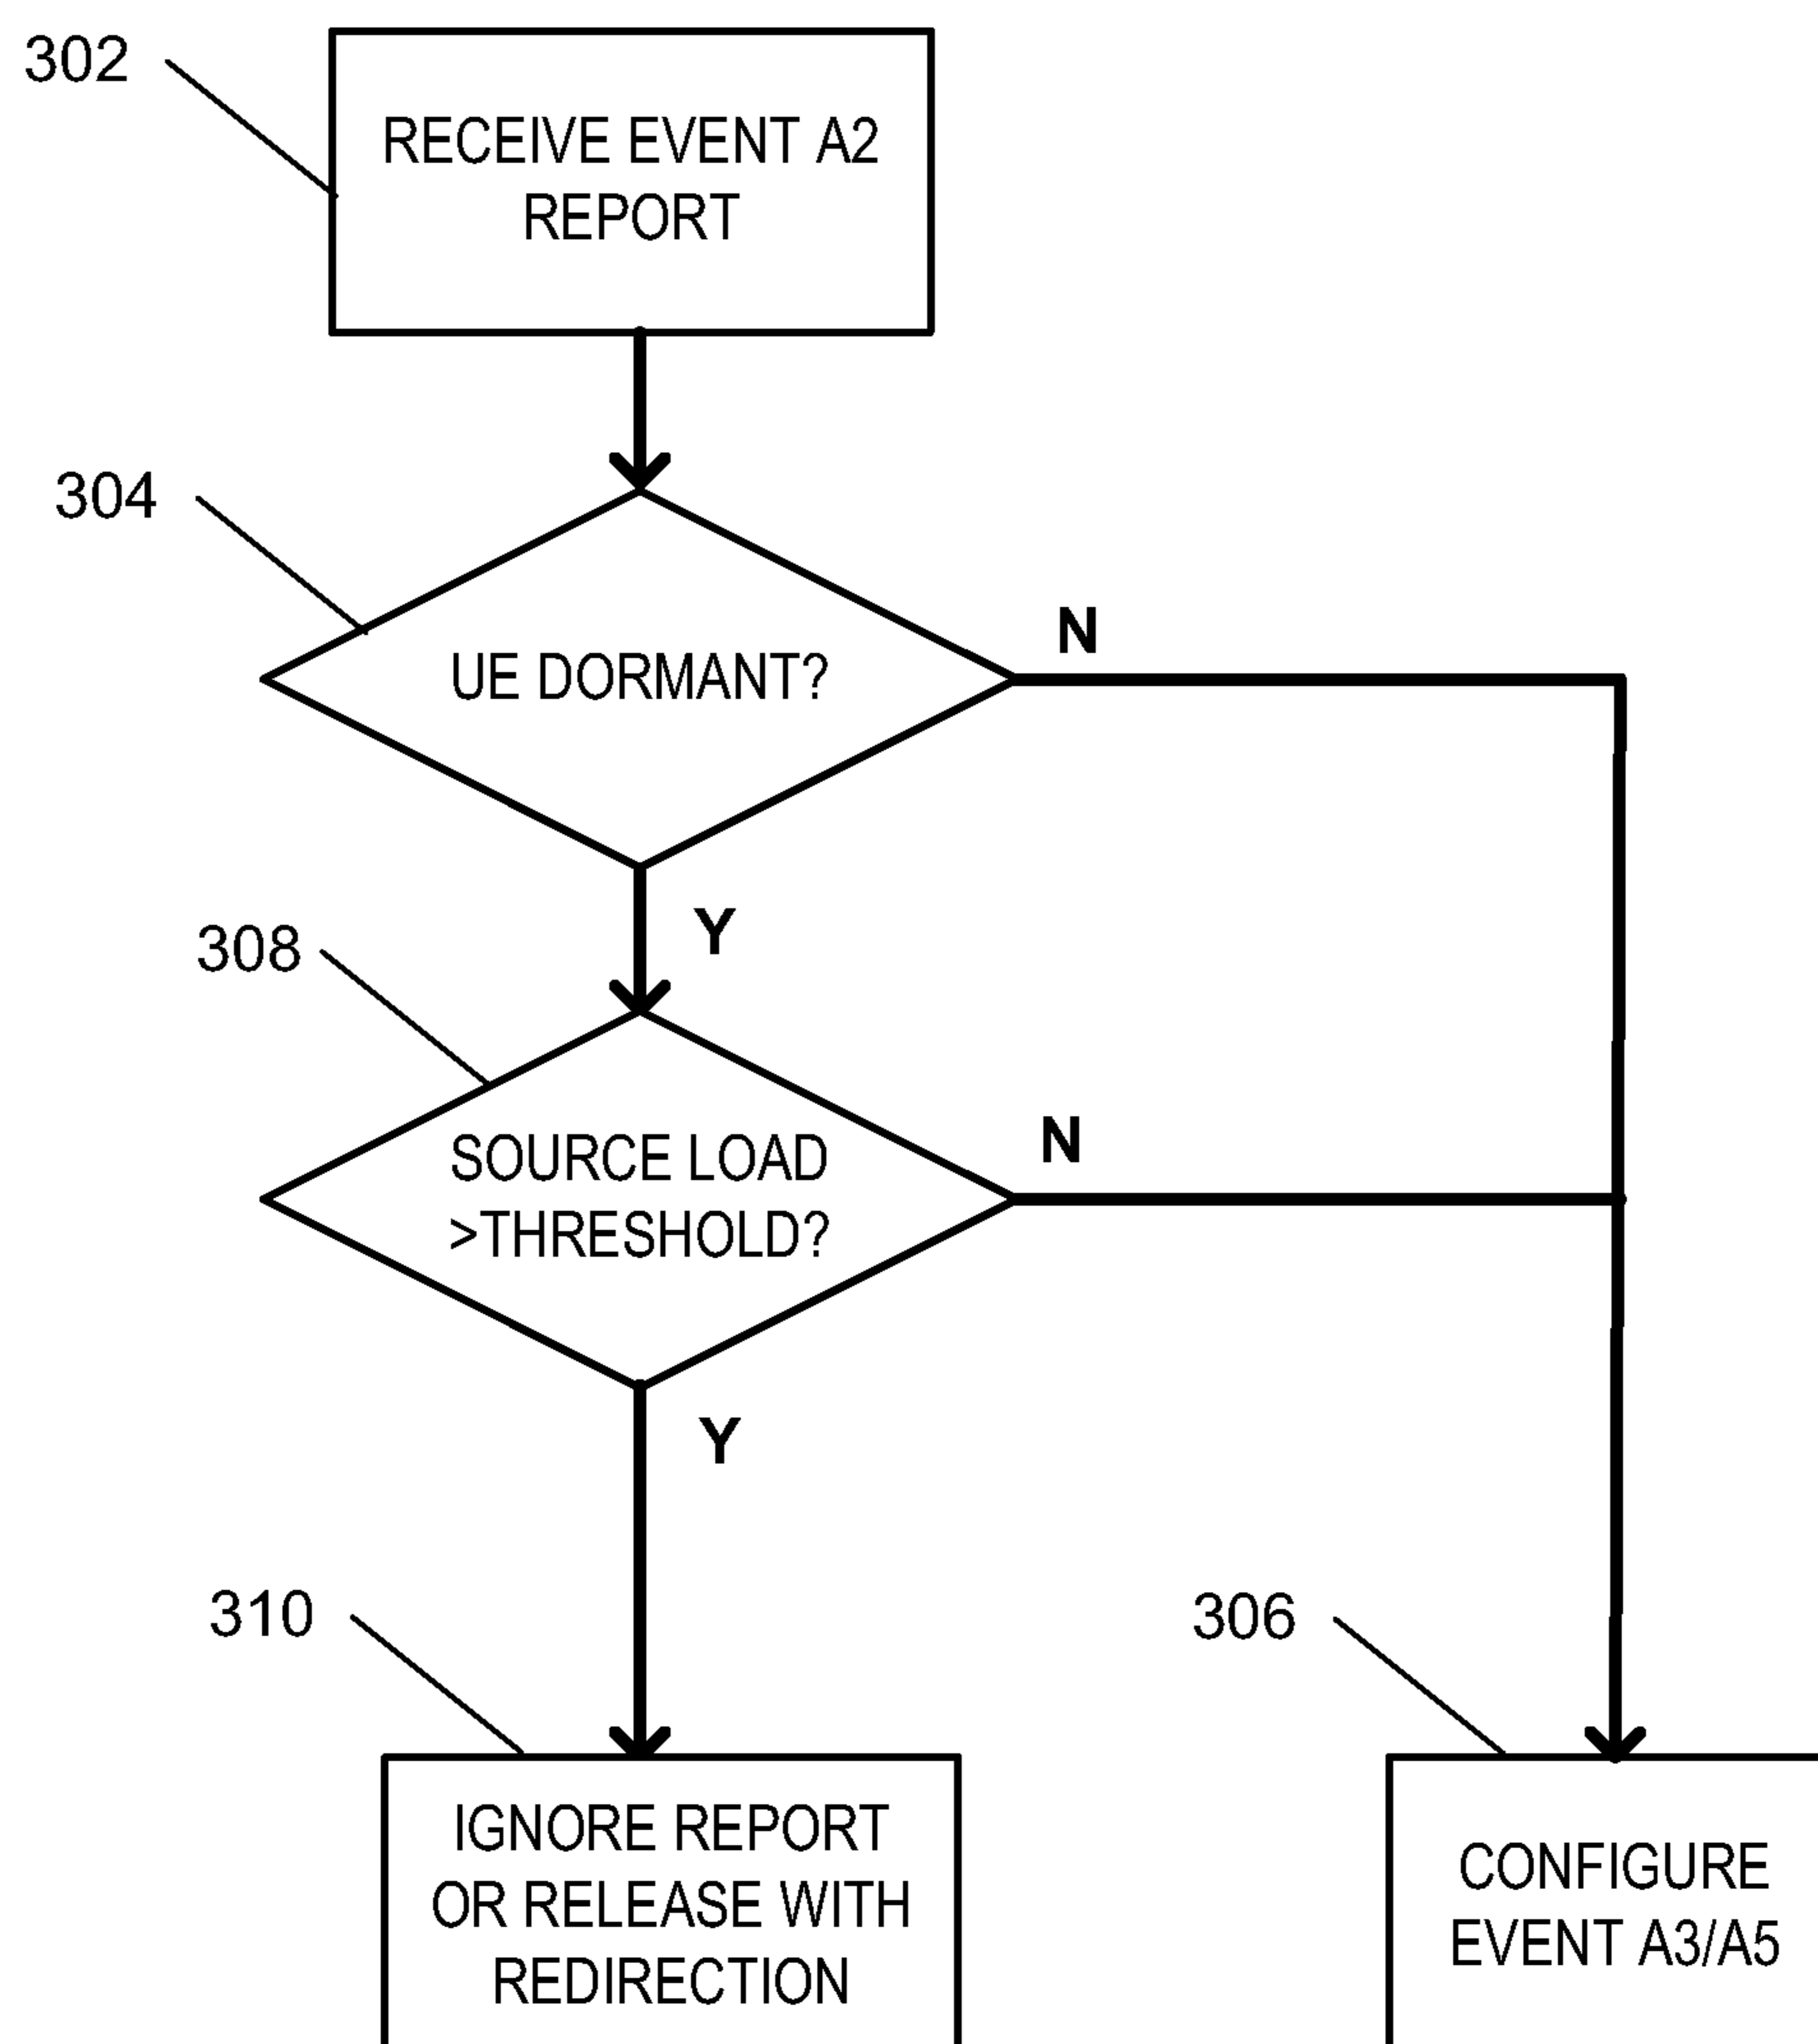 302
RECEIVE EVENT A2
REPORT
304
UE DORMANT?
N
Y
308
SOURCE LOAD
>THRESHOLD?
N
Y
310
IGNORE REPORT
OR RELEASE WITH
REDIRECTION
306
CONFIGURE
EVENT A3/A5